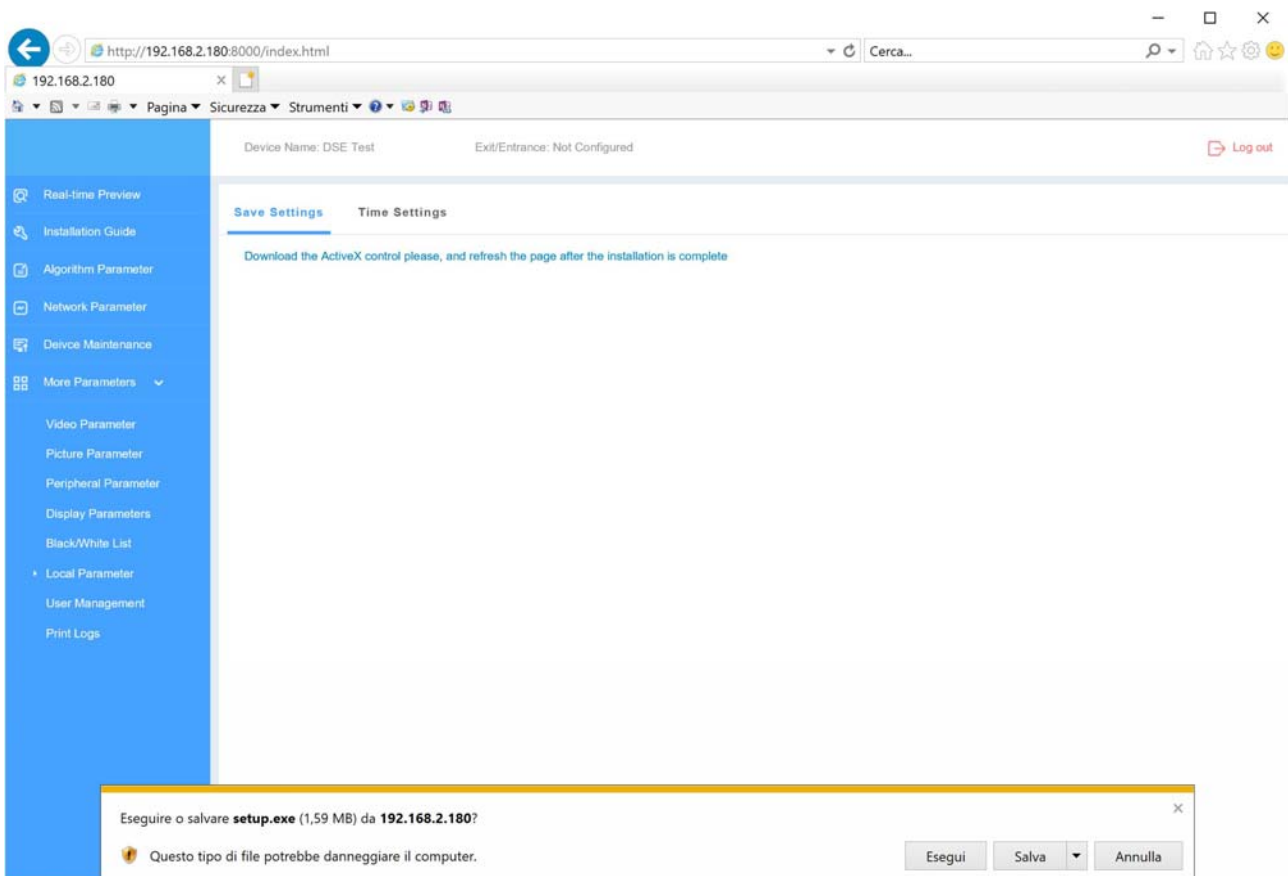 http://192.168.2.180:8000/index.html
Cerca...
192.168.2.180
Pagina Sicurezza Strumenti
Device Name: DSE Test Exit/Entrance: Not Configured Log out
Real-time Preview
Installation Guide
Algorithm Parameter
Network Parameter
Deivce Maintenance
More Parameters
Video Parameter
Picture Parameter
Peripheral Parameter
Display Parameters
Black/White List
Local Parameter
User Management
Print Logs
Save Settings Time Settings
Download the ActiveX control please, and refresh the page after the installation is complete
Eseguire o salvare setup.exe (1,59 MB) da 192.168.2.180?
Questo tipo di file potrebbe danneggiare il computer.
Esegui Salva Annulla